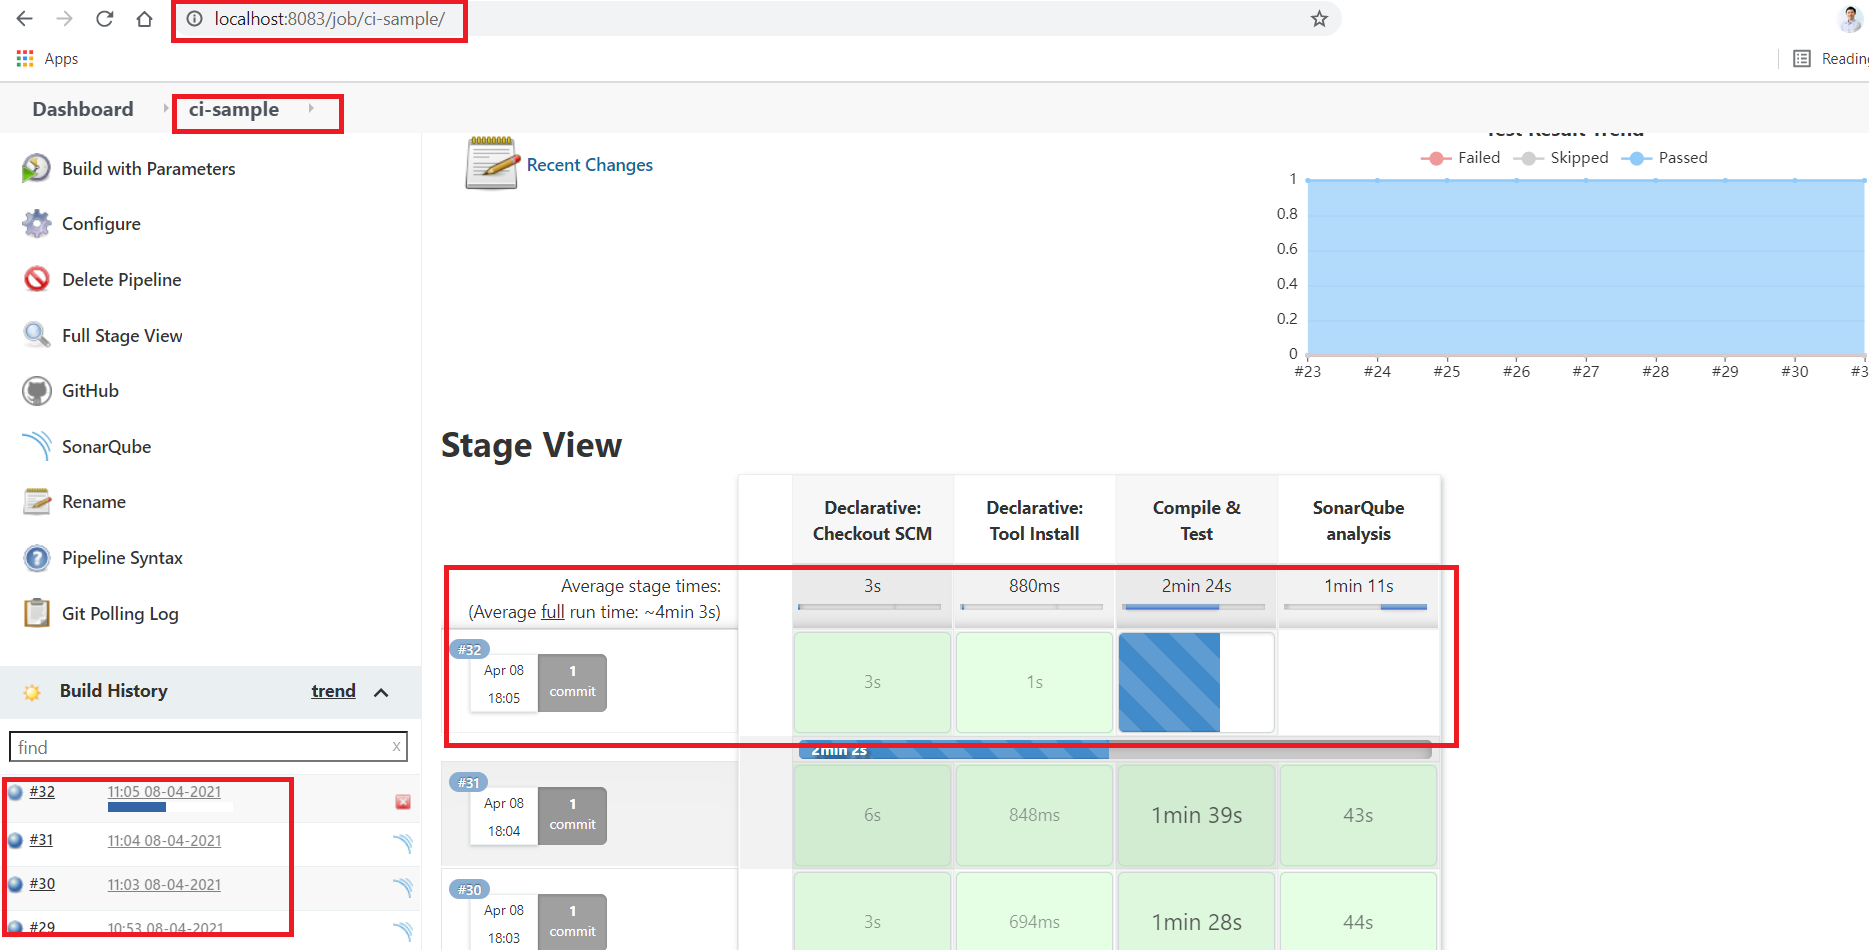 localhost:8083/job/ci-sample/
Apps
Dashboard
ci-sample
Build with Parameters
Configure
Delete Pipeline
Full Stage View
GitHub
SonarQube
Rename
Pipeline Syntax
Git Polling Log
Build History
trend
find
x
#32
11:05 08-04-2021
#31
11:04 08-04-2021
#30
11:03 08-04-2021
#29
10:53 08-04-2021
Recent Changes
Test Result Trend
Failed
Skipped
Passed
1
0.8
0.6
0.4
0.2
0
#23
#24
#25
#26
#27
#28
#29
#30
Stage View
Declarative:
Checkout SCM
Declarative:
Tool Install
Compile &
Test
SonarQube
analysis
Average stage times:
(Average full run time: ~4min 3s)
3s
880ms
2min 24s
1min 11s
#32
Apr 08
18:05
1
commit
3s
1s
2min 2s
#31
Apr 08
18:04
1
commit
6s
848ms
1min 39s
43s
#30
Apr 08
18:03
1
commit
3s
694ms
1min 28s
44s